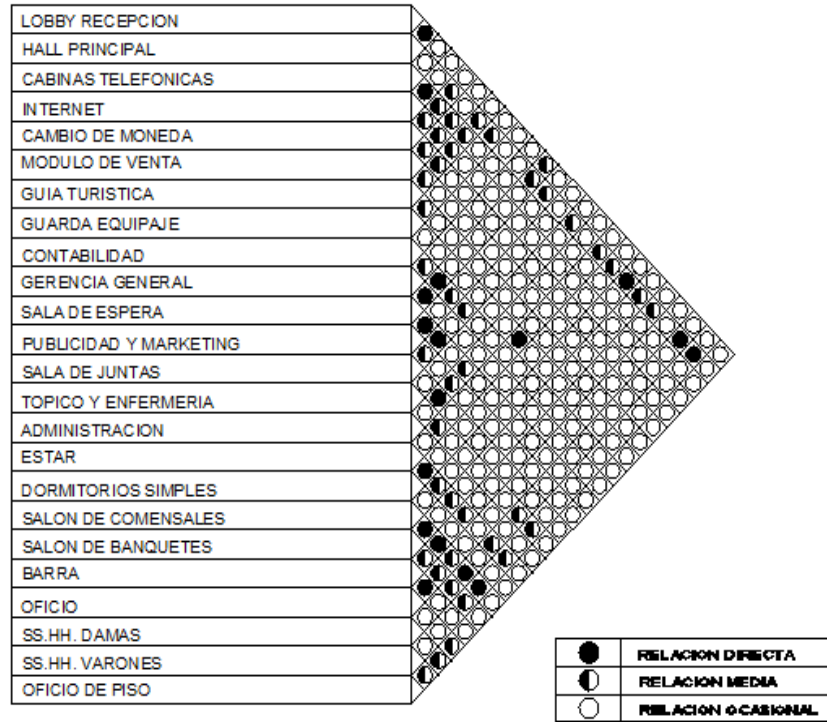 LOBBY RECEPCION
HALL PRINCIPAL
CABINAS TELEFONICAS
INTERNET
CAMBIO DE MONEDA
MODULO DE VENTA
GUIA TURISTICA
GUARDA EQUIPAJE
CONTABILIDAD
GERENCIA GENERAL
SALA DE ESPERA
PUBLICIDAD Y MARKETING
SALA DE JUNTAS
TOPICO Y ENFERMERIA
ADMINISTRACION
ESTAR
DORMITORIOS SIMPLES
SALON DE COMENSALES
SALON DE BANQUETES
BARRA
OFICIO
SS.HH. DAMAS
SS.HH. VARONES
OFICIO DE PISO
RELACION DIRECTA
RELACION MEDIA
RELACION OCASIONAL